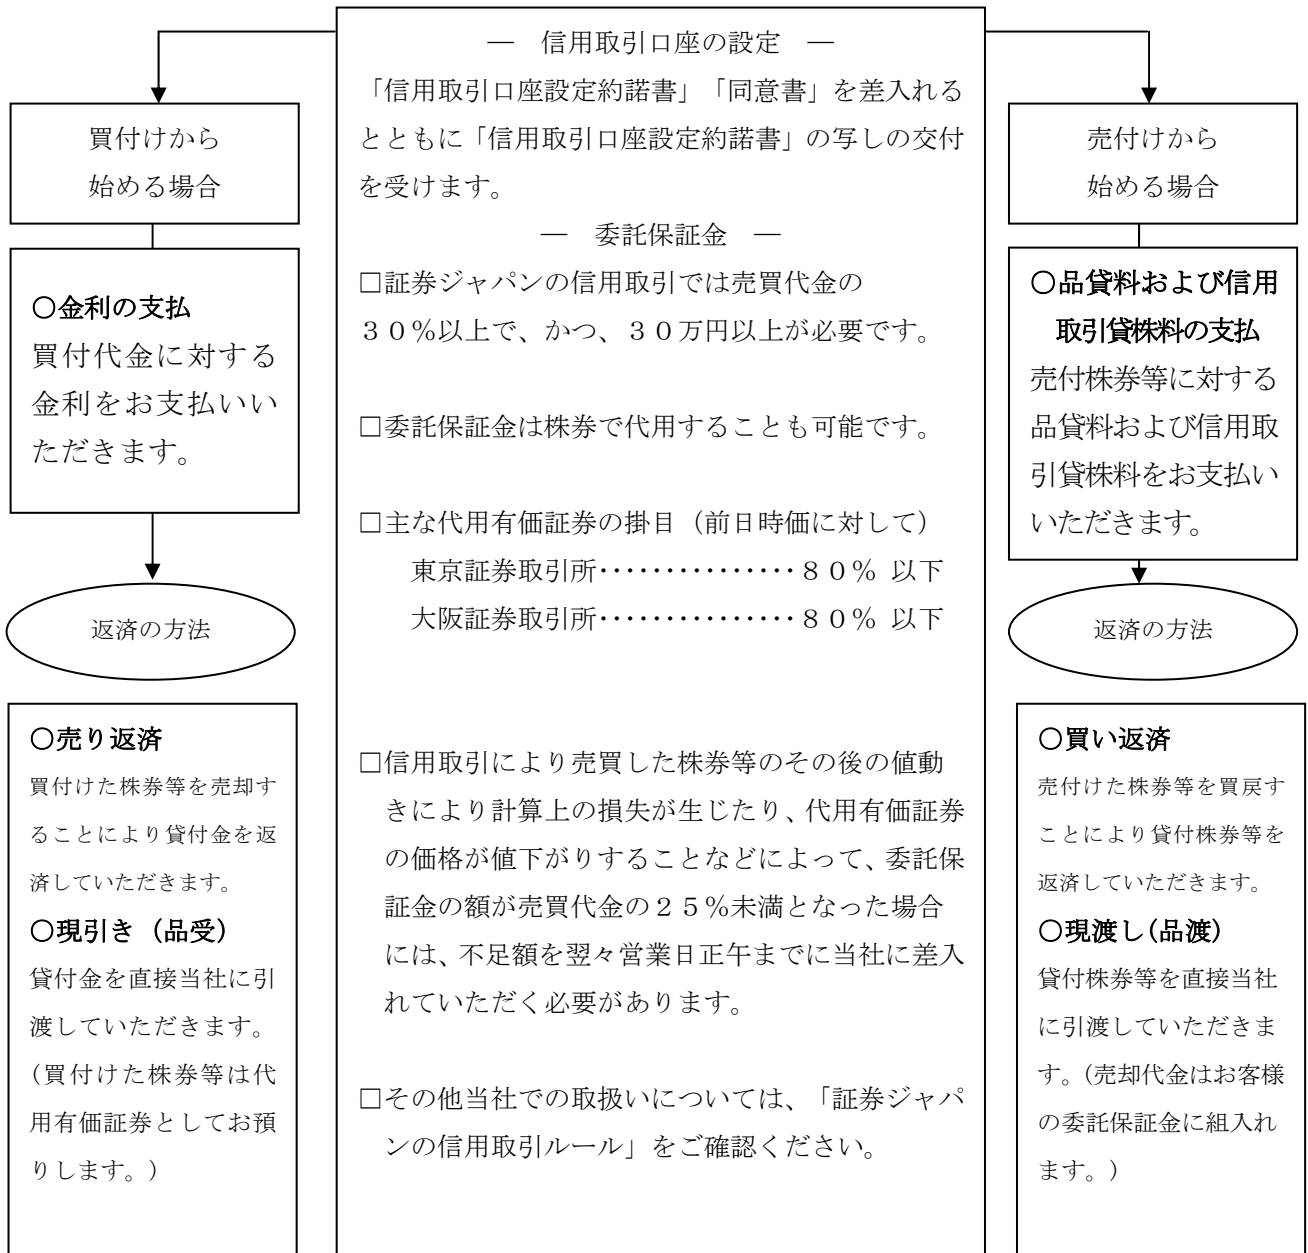 ― 信用取引口座の設定 ―
「信用取引口座設定約諾書」「同意書」を差入れる
とともに「信用取引口座設定約諾書」の写しの交付
を受けます。
― 委託保証金 ―
□証券ジャパンの信用取引では売買代金の
３０％以上で、かつ、３０万円以上が必要です。
□委託保証金は株券で代用することも可能です。
□主な代用有価証券の掛目（前日時価に対して）
東京証券取引所･･･････････････８０％ 以下
大阪証券取引所･･･････････････８０％ 以下
□信用取引により売買した株券等のその後の値動
きにより計算上の損失が生じたり、代用有価証券
の価格が値下がりすることなどによって、委託保
証金の額が売買代金の２５％未満となった場合
には、不足額を翌々営業日正午までに当社に差入
れていただく必要があります。
□その他当社での取扱いについては、「証券ジャパ
ンの信用取引ルール」をご確認ください。
買付けから
始める場合
○金利の支払
買付代金に対する
金利をお支払いい
ただきます。
返済の方法
○売り返済
買付けた株券等を売却す
ることにより貸付金を返
済していただきます。
○現引き（品受）
貸付金を直接当社に引
渡していただきます。
（買付けた株券等は代
用有価証券としてお預
りします。）
売付けから
始める場合
○品貸料および信用
取引貸株料の支払
売付株券等に対する
品貸料および信用取
引貸株料をお支払い
いただきます。
返済の方法
○買い返済
売付けた株券等を買戻す
ことにより貸付株券等を
返済していただきます。
○現渡し（品渡）
貸付株券等を直接当社
に引渡していただきま
す。（売却代金はお客様
の委託保証金に組入れ
ます。）